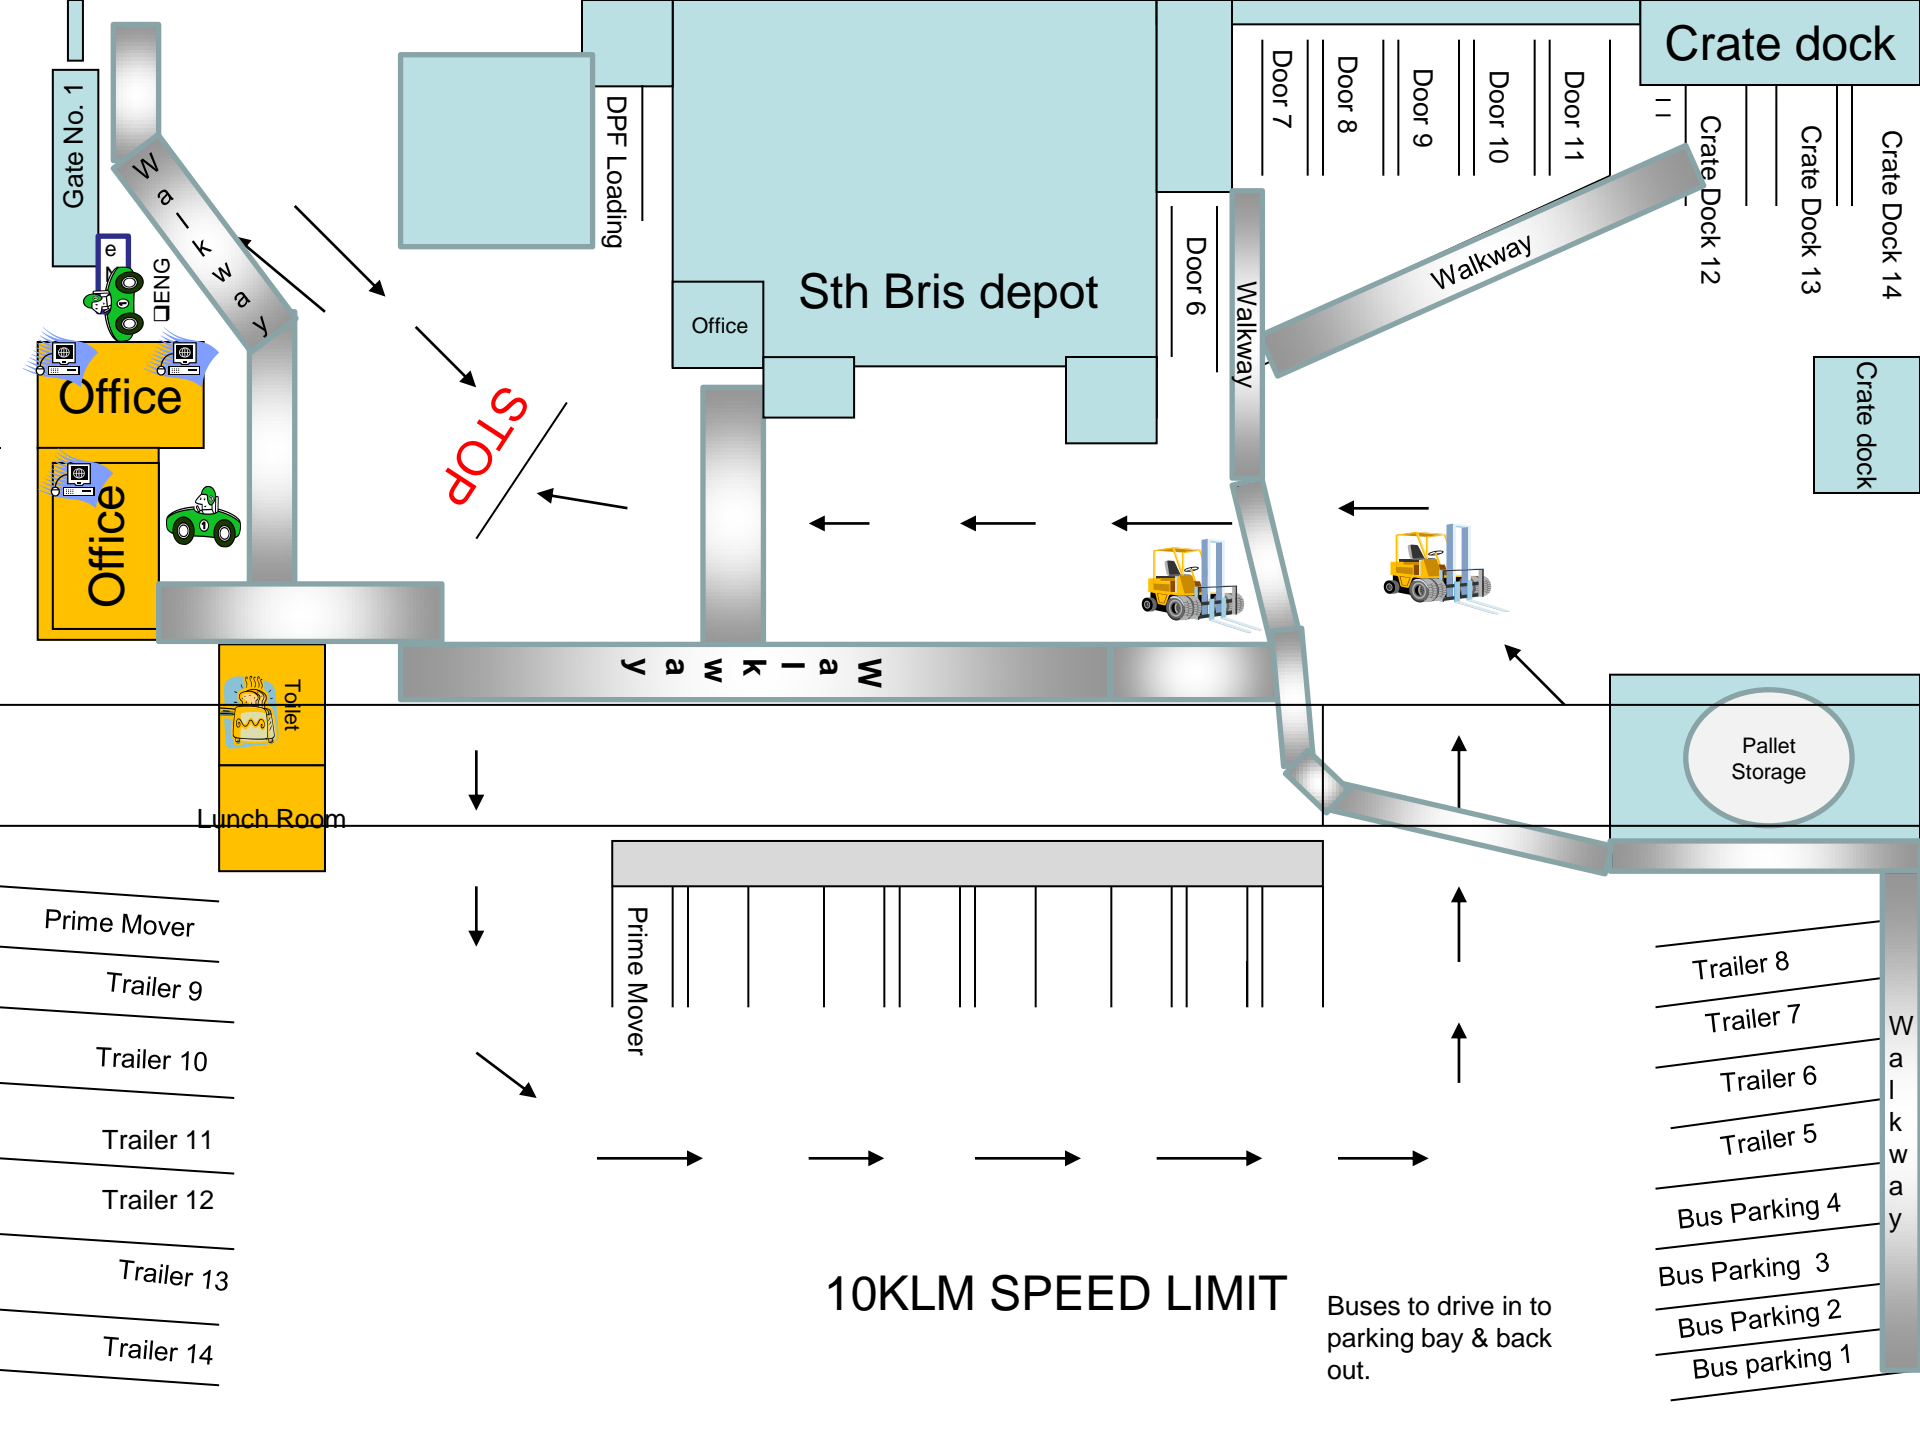 Crate dock
Gate No. 1
Walkway
DPF Loading
Door 7
Door 8
Door 9
Door 10
Door 11
Crate Dock 12
Crate Dock 13
Crate Dock 14
Door 6
Walkway
Walkway
Sth Bris depot
Office
❑ENG
Office
STOP
Crate dock
Office
Walkway
Toilet
Pallet
Storage
Lunch Room
Prime Mover
Trailer 9
Trailer 10
Trailer 11
Trailer 12
Trailer 13
Trailer 14
Prime Mover
Trailer 8
Trailer 7
Trailer 6
Trailer 5
Bus Parking 4
Bus Parking 3
Bus Parking 2
Bus parking 1
Walkway
10KLM SPEED LIMIT
Buses to drive in to
parking bay & back
out.